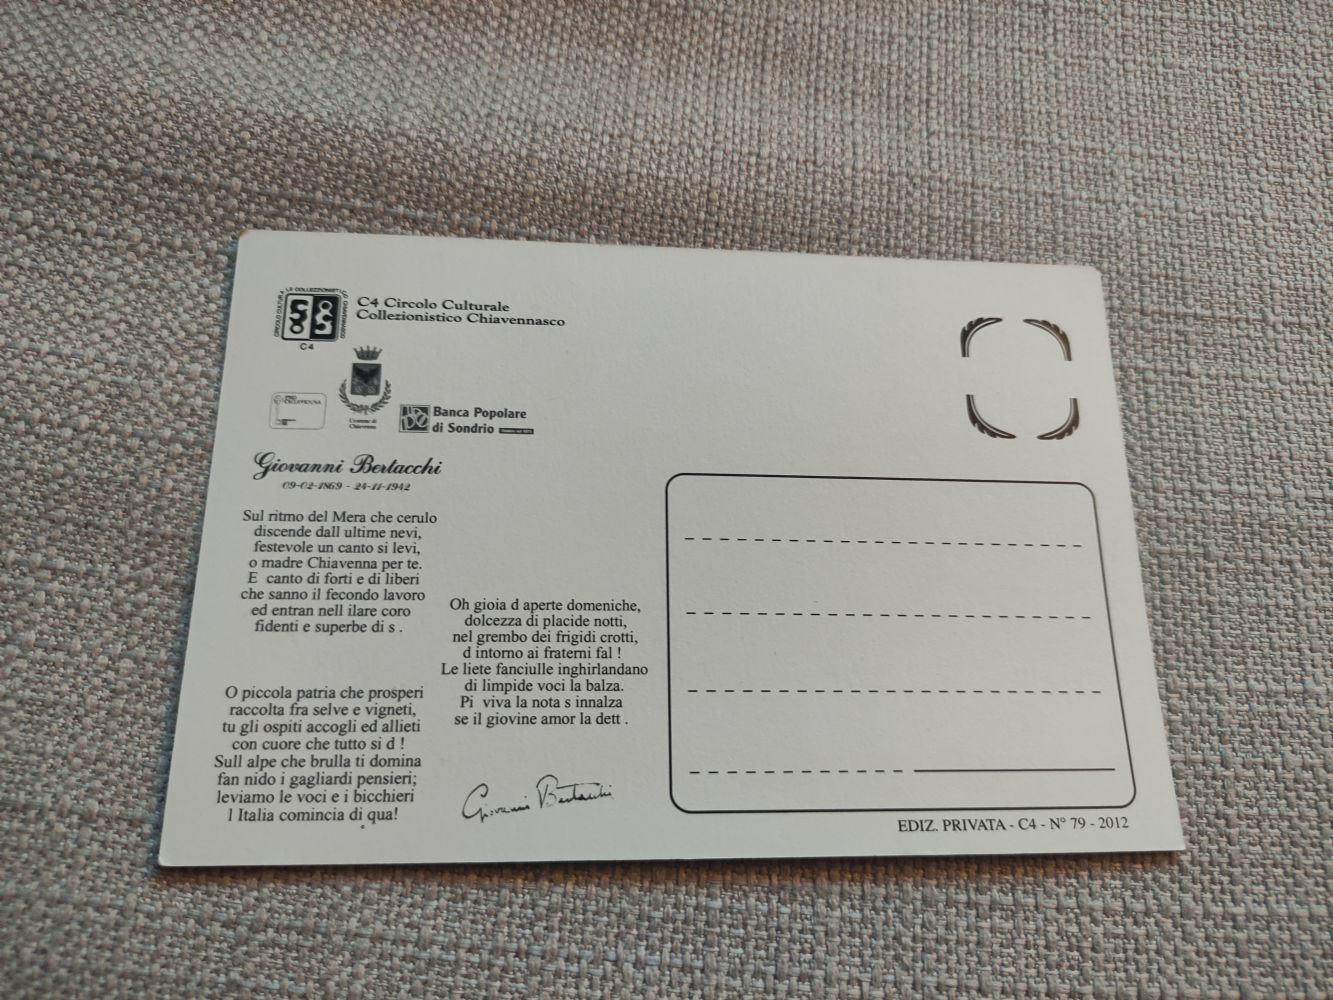 LE COLLEZIONISTI
C4
C4 Circolo Culturale
Collezionistico Chiavennasco
PRO
CHIAVENNA
Comune di
Chiavenna
Banca Popolare
di Sondrio
Giovanni Bertacchi
09-02-1869 - 24-11-1942
Sul ritmo del Mera che cerulo
discende dall ultime nevi,
festevole un canto si levi,
o madre Chiavenna per te.
E canto di forti e di liberi
che sanno il fecondo lavoro
ed entran nell ilare coro
fidenti e superbe di s .
O piccola patria che prosperi
raccolta fra selve e vigneti,
tu gli ospiti accogli ed allieti
con cuore che tutto si d !
Sull alpe che brulla ti domina
fan nido i gagliardi pensieri;
leviamo le voci e i bicchieri
l Italia comincia di qua!
Oh gioia d aperte domeniche,
dolcezza di placide notti,
nel grembo dei frigidi crotti,
d intorno ai fraterni fal !
Le liete fanciulle inghirlandano
di limpide voci la balza.
Pi viva la nota s innalza
se il giovine amor la dett .
Giovanni Bertacchi
EDIZ. PRIVATA - C4 - N° 79 - 2012